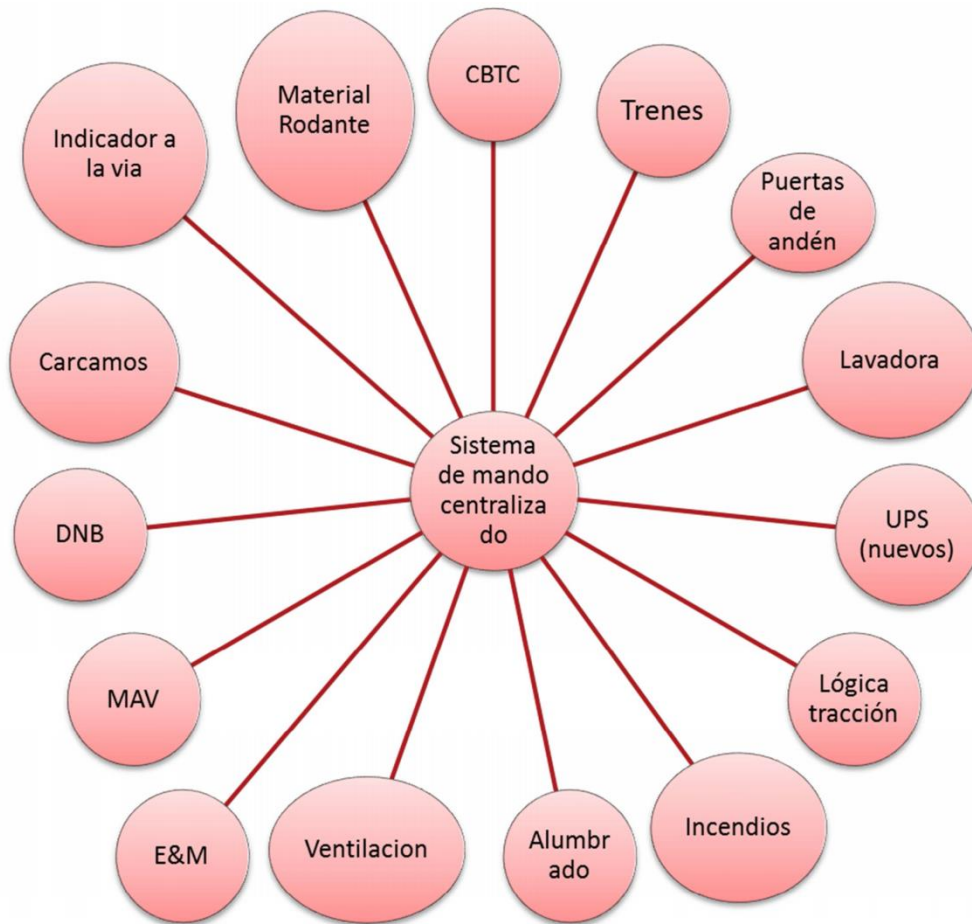 CBTC
Trenes
Puertas
de
andén
Lavadora
UPS
(nuevos)
Lógica
tracción
Incendios
Alumbr
ado
Ventilacion
E&M
MAV
DNB
Carcamos
Indicador a
la via
Material
Rodante
Sistema
de mando
centraliza
do